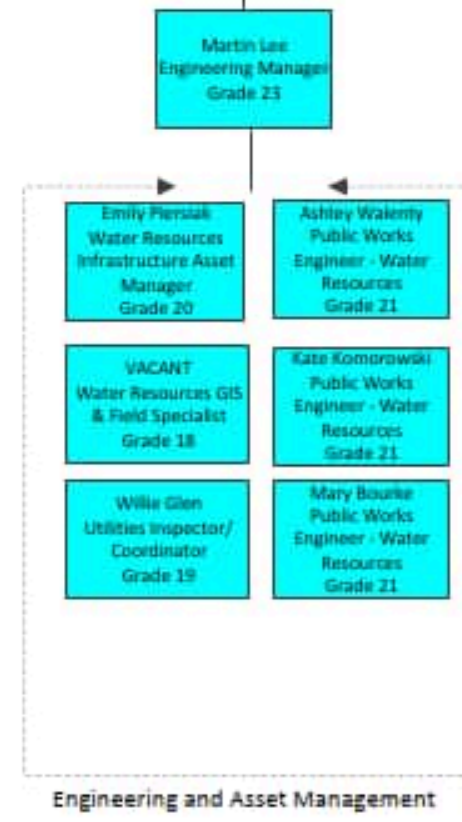 Martin Lee
Engineering Manager
Grade 23
Emily Piersiak
Water Resources
Infrastructure Asset
Manager
Grade 20
Ashley Walenty
Public Works
Engineer - Water
Resources
Grade 21
VACANT
Water Resources GIS
& Field Specialist
Grade 18
Kate Komorowski
Public Works
Engineer - Water
Resources
Grade 21
Willie Glen
Utilities Inspector/
Coordinator
Grade 19
Mary Bourke
Public Works
Engineer - Water
Resources
Grade 21
Engineering and Asset Management